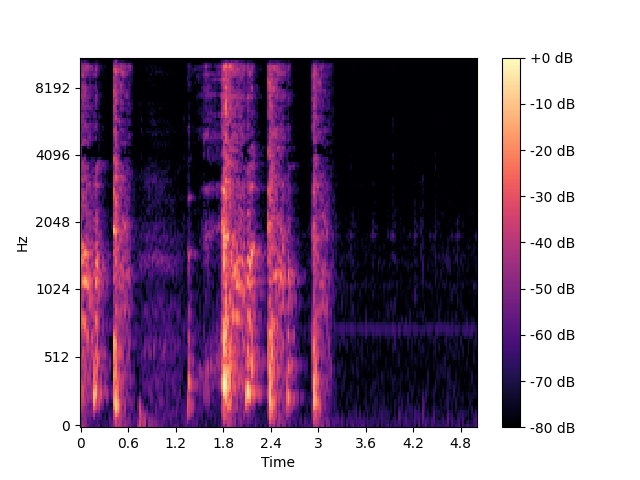 8192
4096
2048
1024
512
0
Hz
0 0.6 1.2 1.8 2.4 3 3.6 4.2 4.8
Time
+0 dB
-10 dB
-20 dB
-30 dB
-40 dB
-50 dB
-60 dB
-70 dB
-80 dB